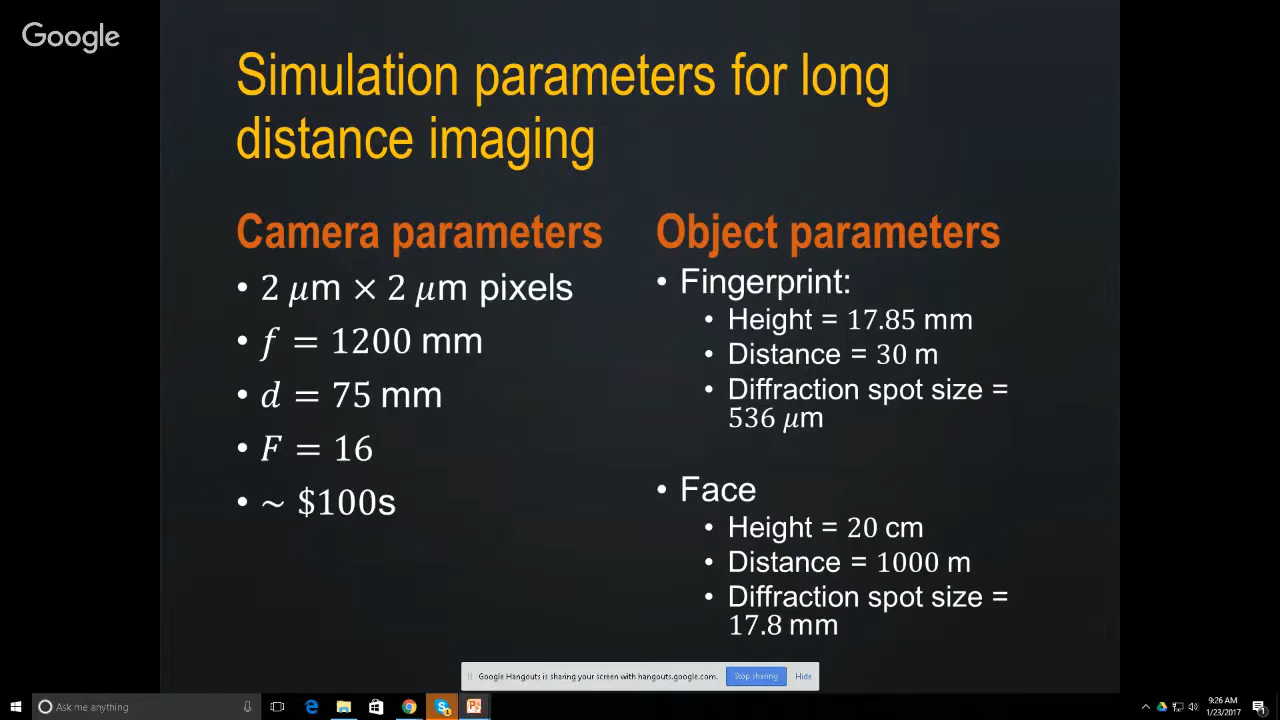 Google
Simulation parameters for long
distance imaging
Camera parameters
• 2 μm × 2 μm pixels
• f = 1200 mm
• d = 75 mm
• F = 16
• ~ $100s
Object parameters
• Fingerprint:
• Height = 17.85 mm
• Distance = 30 m
• Diffraction spot size =
536 μm
• Face
• Height = 20 cm
• Distance = 1000 m
• Diffraction spot size =
17.8 mm
Google Hangouts is sharing your screen with hangouts.google.com.
Stop sharing
Hide
Ask me anything
9:26 AM
1/23/2017